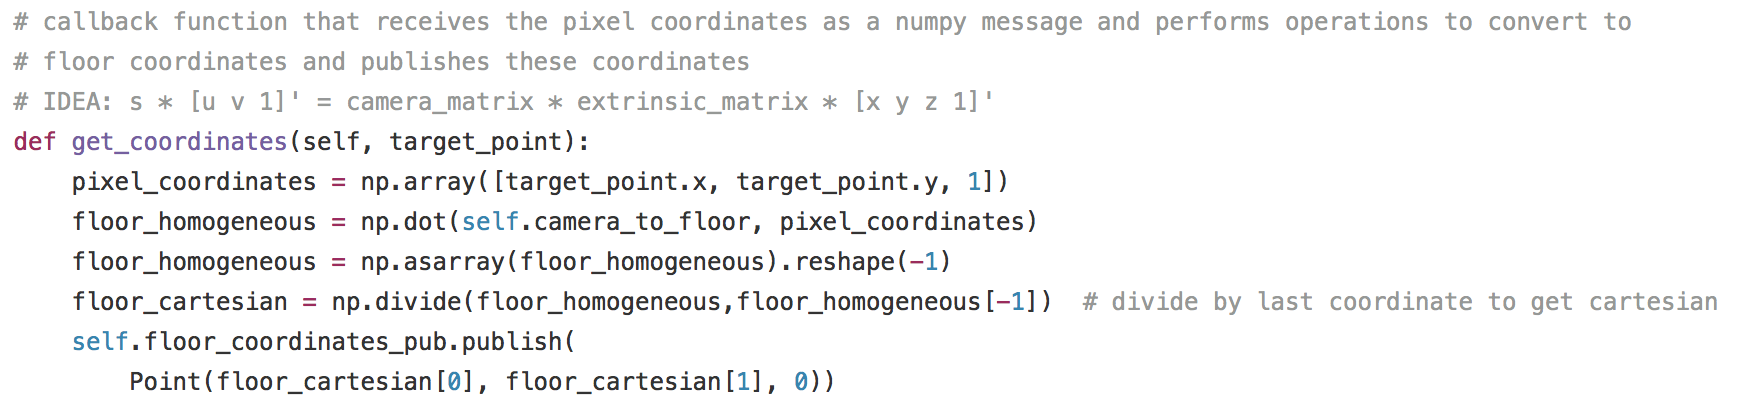 # callback function that receives the pixel coordinates as a numpy message and performs operations to convert to
# floor coordinates and publishes these coordinates
# IDEA: s * [u v 1]' = camera_matrix * extrinsic_matrix * [x y z 1]'
def get_coordinates(self, target_point):
    pixel_coordinates = np.array([target_point.x, target_point.y, 1])
    floor_homogeneous = np.dot(self.camera_to_floor, pixel_coordinates)
    floor_homogeneous = np.asarray(floor_homogeneous).reshape(-1)
    floor_cartesian = np.divide(floor_homogeneous,floor_homogeneous[-1])  # divide by last coordinate to get cartesian
    self.floor_coordinates_pub.publish(
        Point(floor_cartesian[0], floor_cartesian[1], 0))